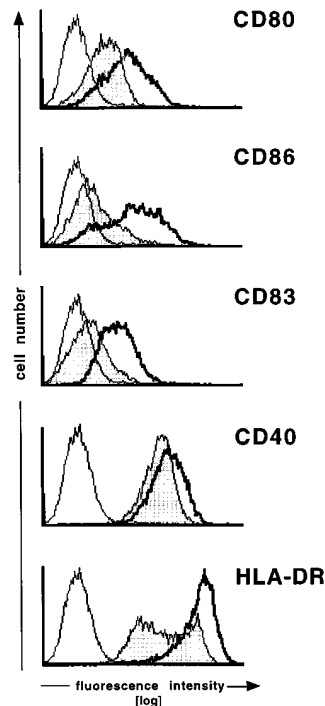 CD80
CD86
CD83
CD40
HLA-DR
cell number
fluorescence intensity
[log]